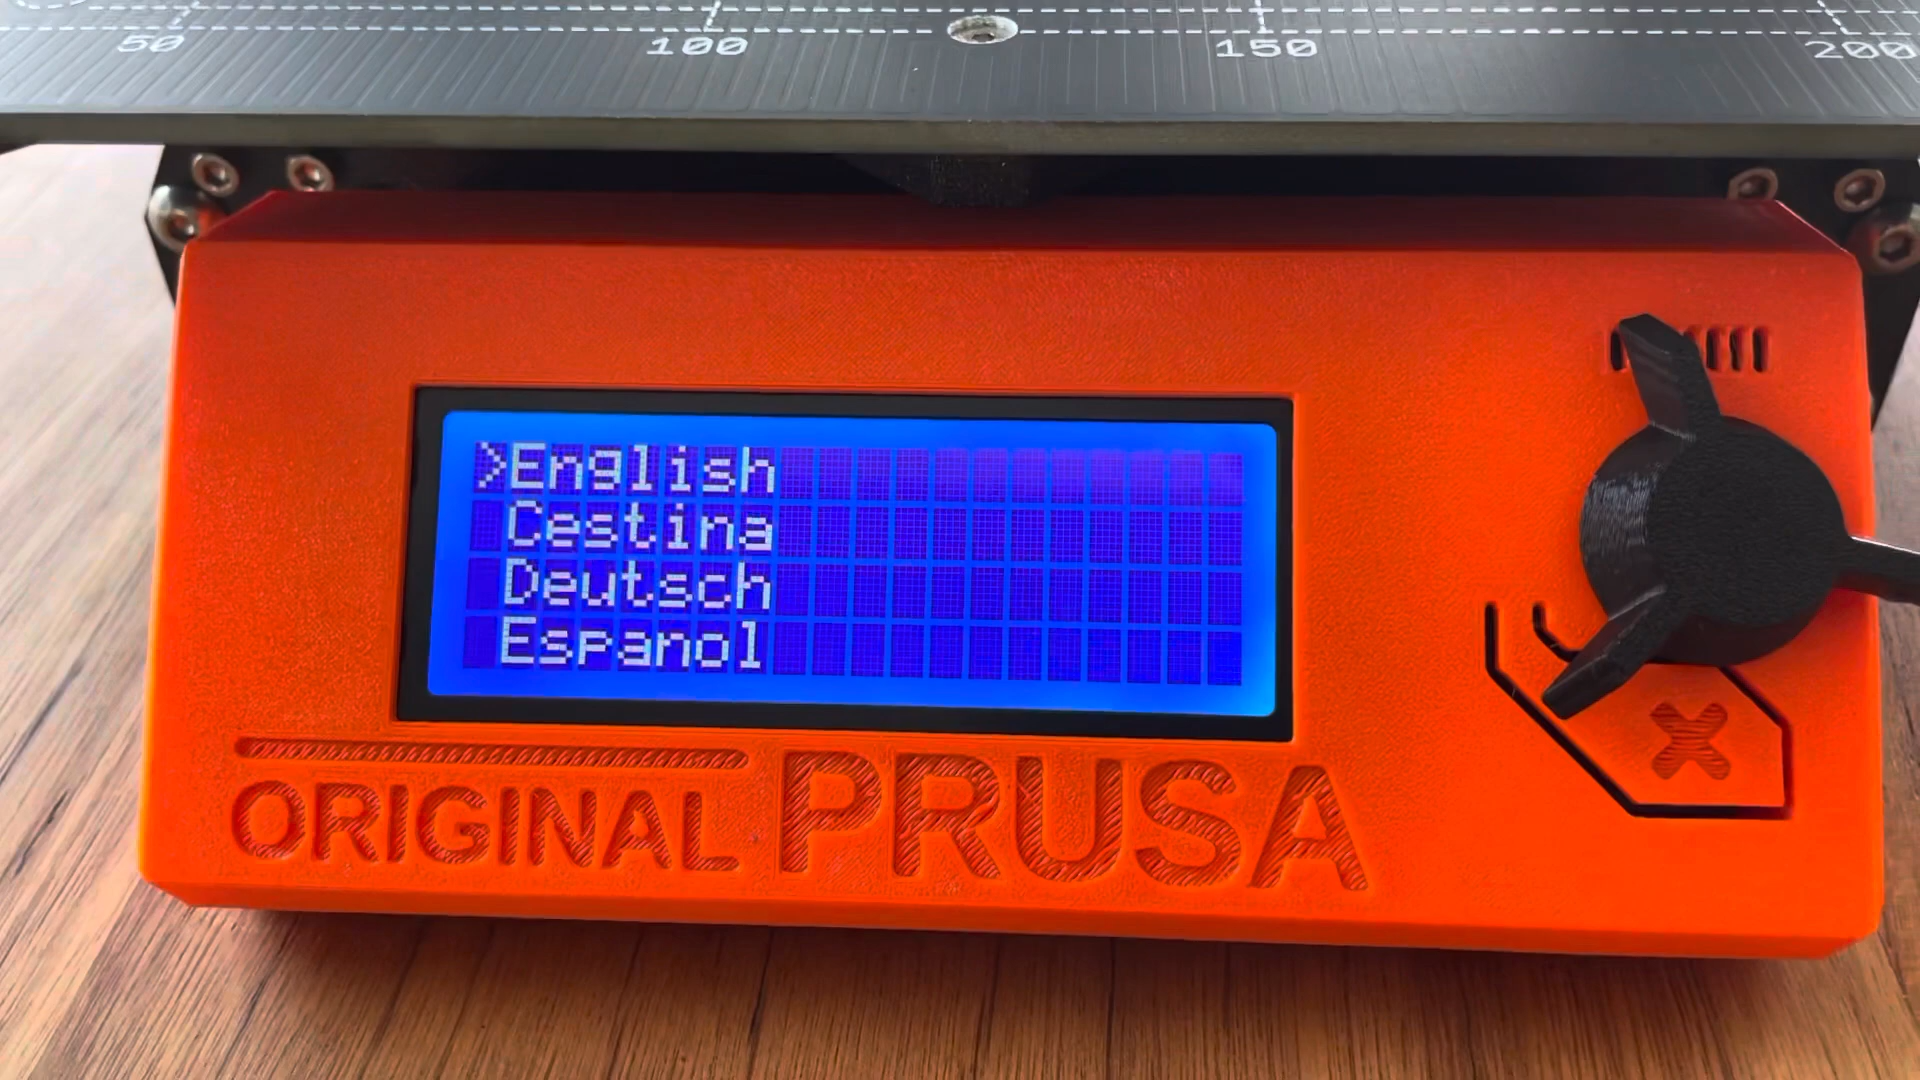 50 100 150 200
>English
Cestina
Deutsch
Espanol
ORIGINAL PRUSA